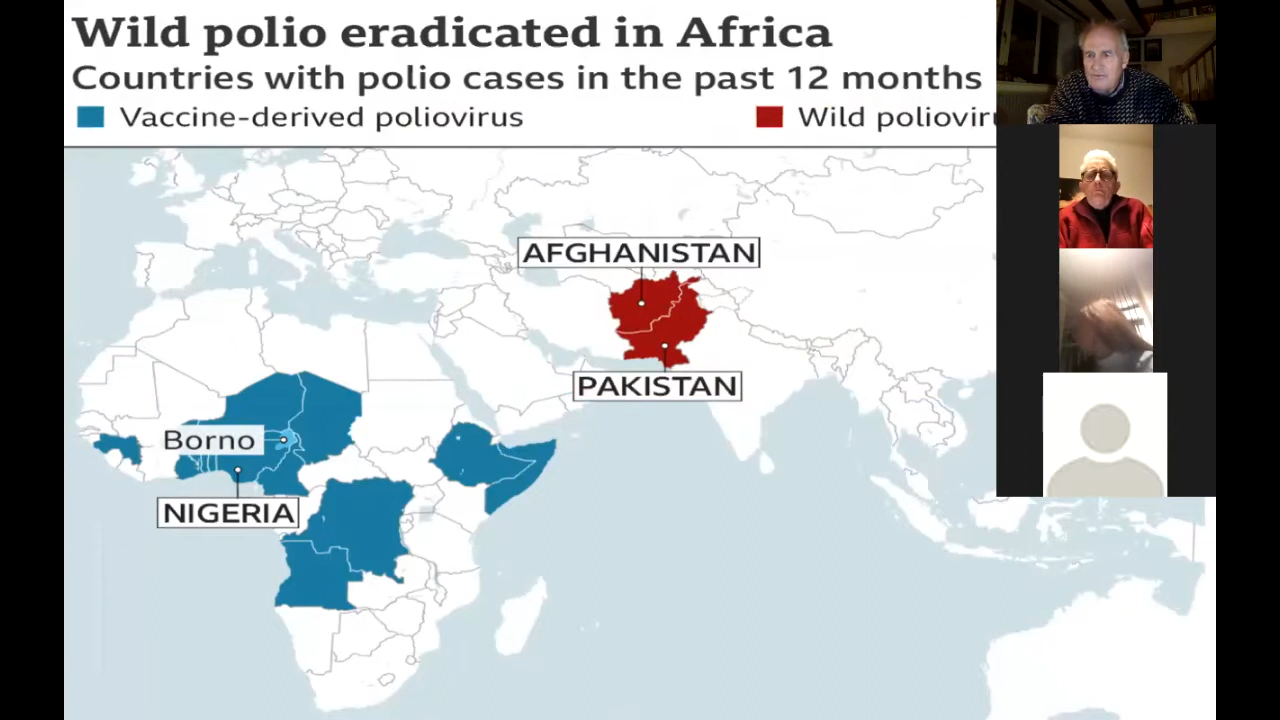 Wild polio eradicated in Africa
Countries with polio cases in the past 12 months
Vaccine-derived poliovirus
Wild
AFGHANISTAN
PAKISTAN
Borno
NIGERIA